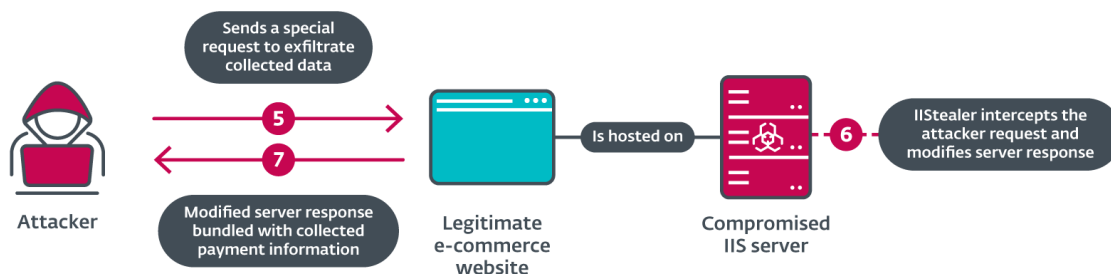 Sends a special
request to exfiltrate
collected data
5
7
Modified server response
bundled with collected
payment information
Attacker
Legitimate
e-commerce
website
Is hosted on
Compromised
IIS server
6
IIStealer intercepts the
attacker request and
modifies server response